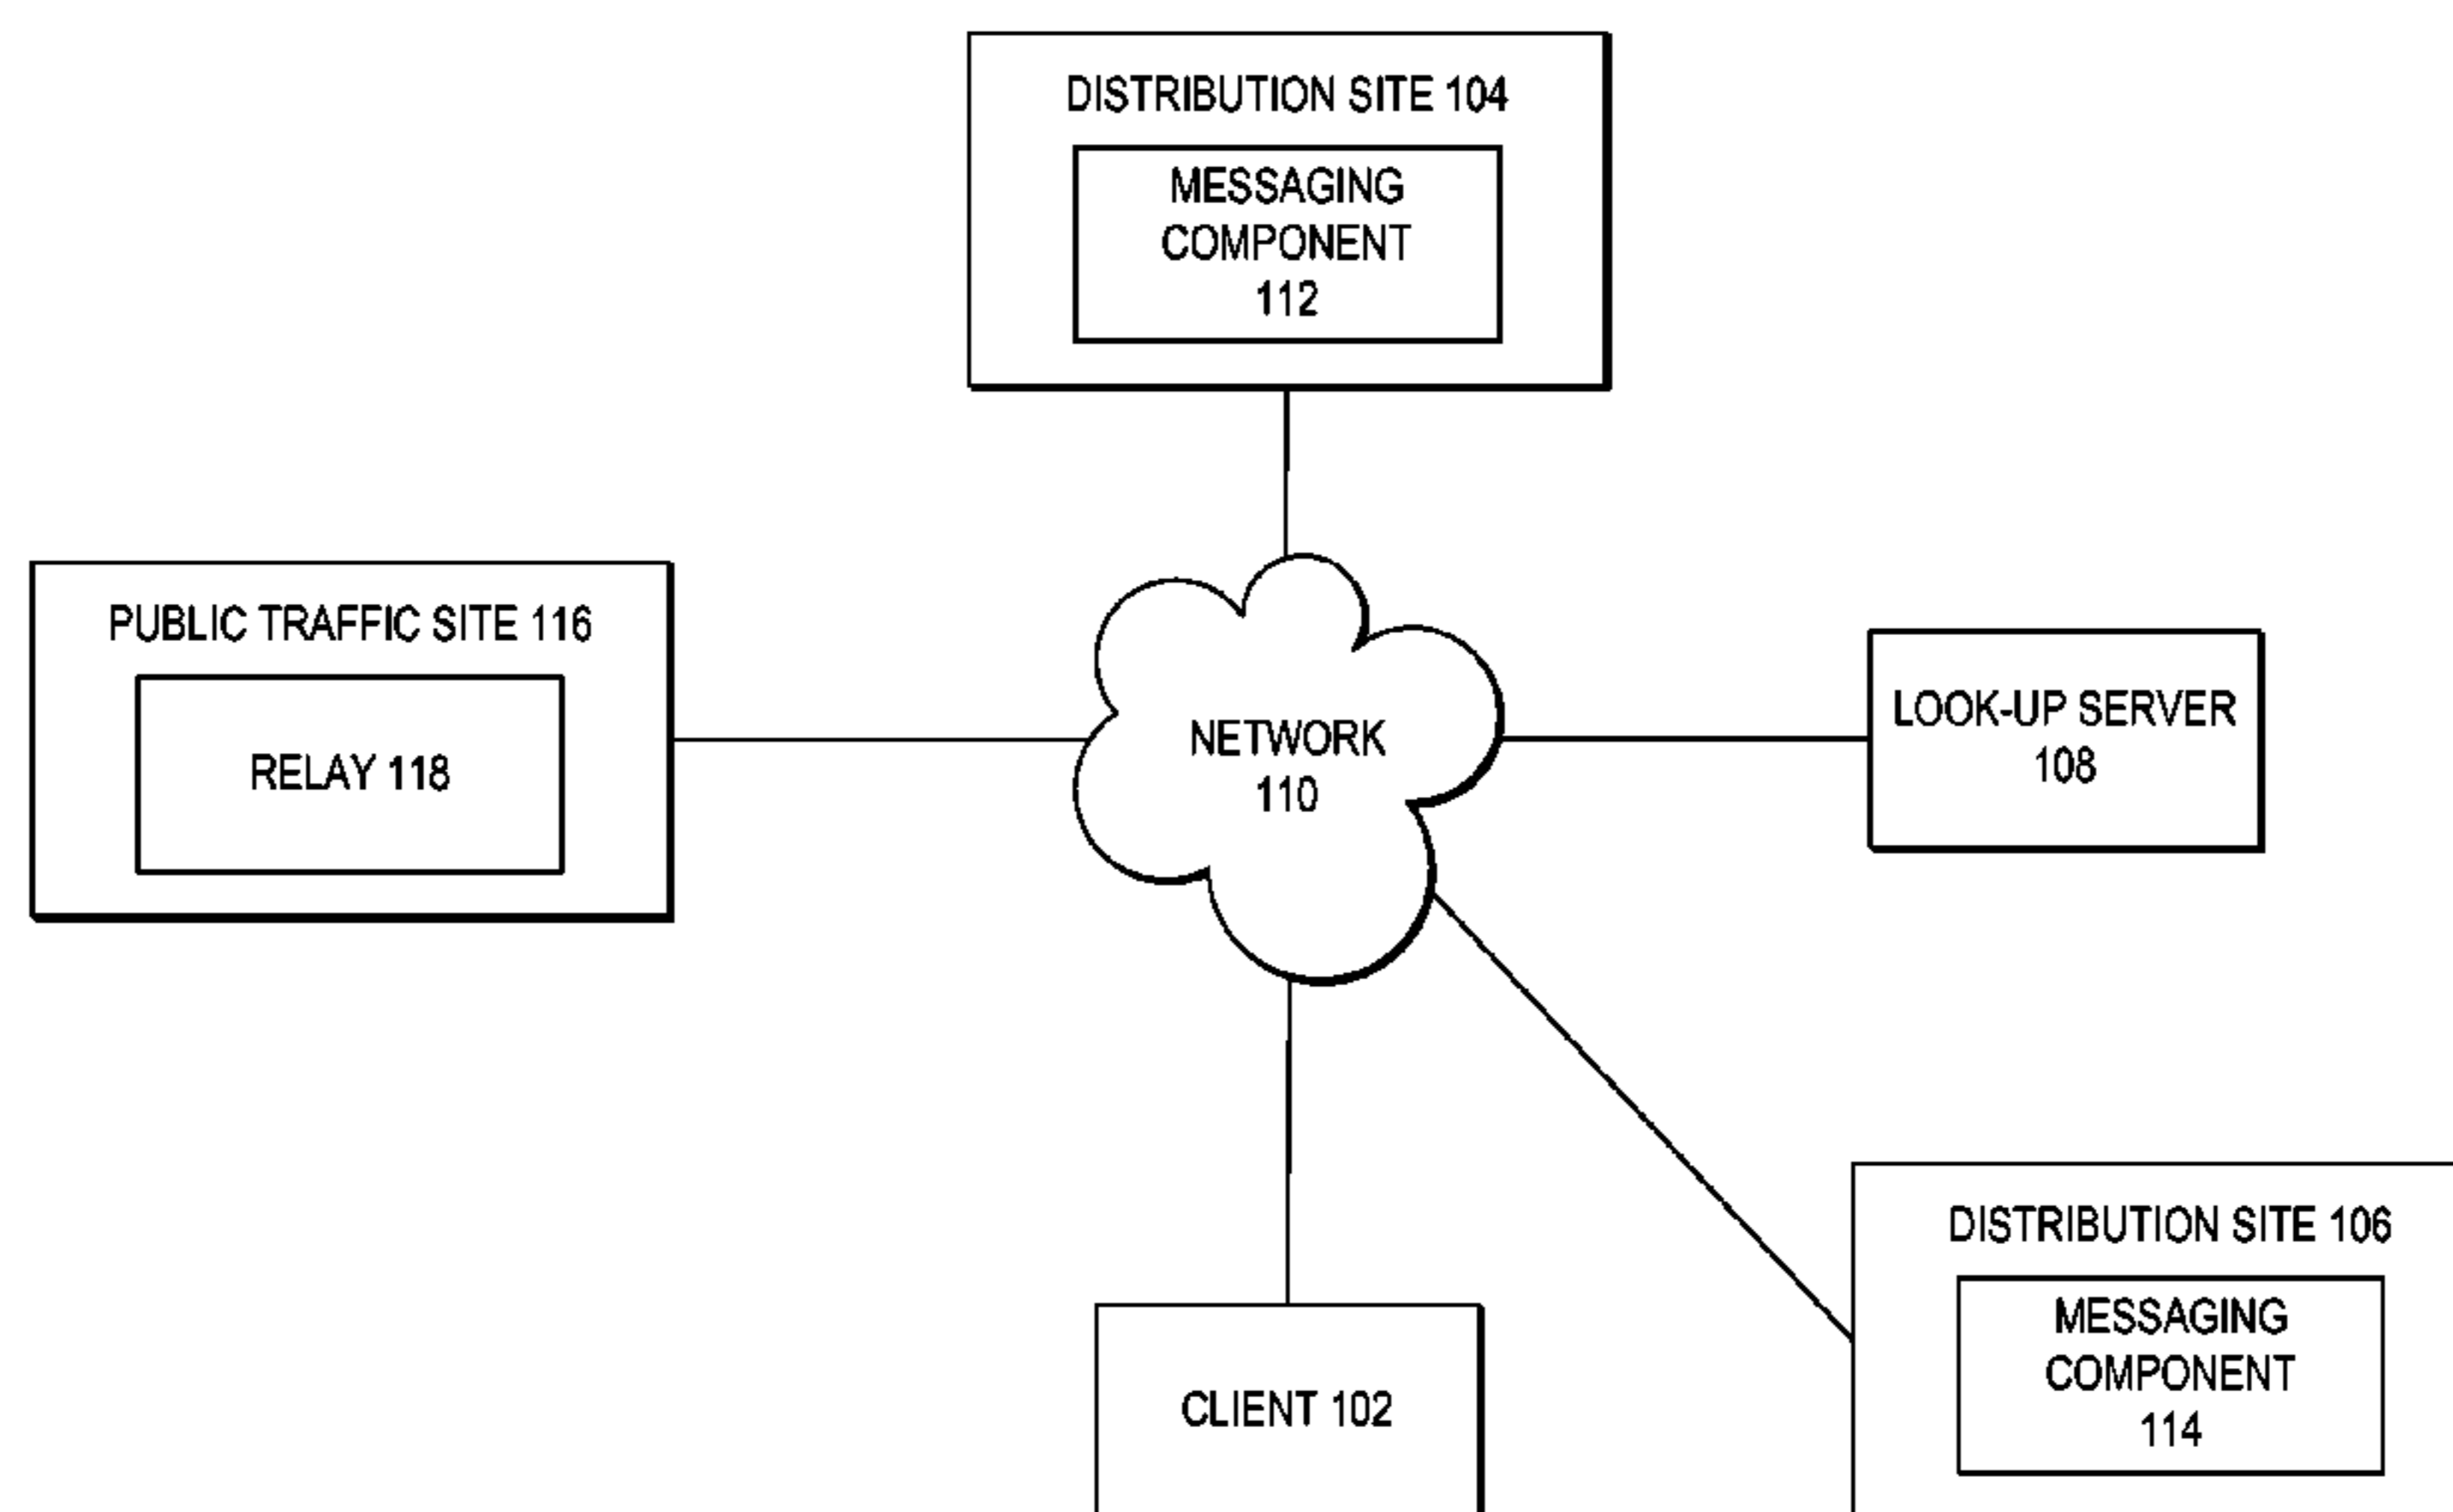 DISTRIBUTION SITE 104
MESSAGING
COMPONENT
112
PUBLIC TRAFFIC SITE 116
RELAY 118
NETWORK
110
LOOK-UP SERVER
108
CLIENT 102
DISTRIBUTION SITE 106
MESSAGING
COMPONENT
114